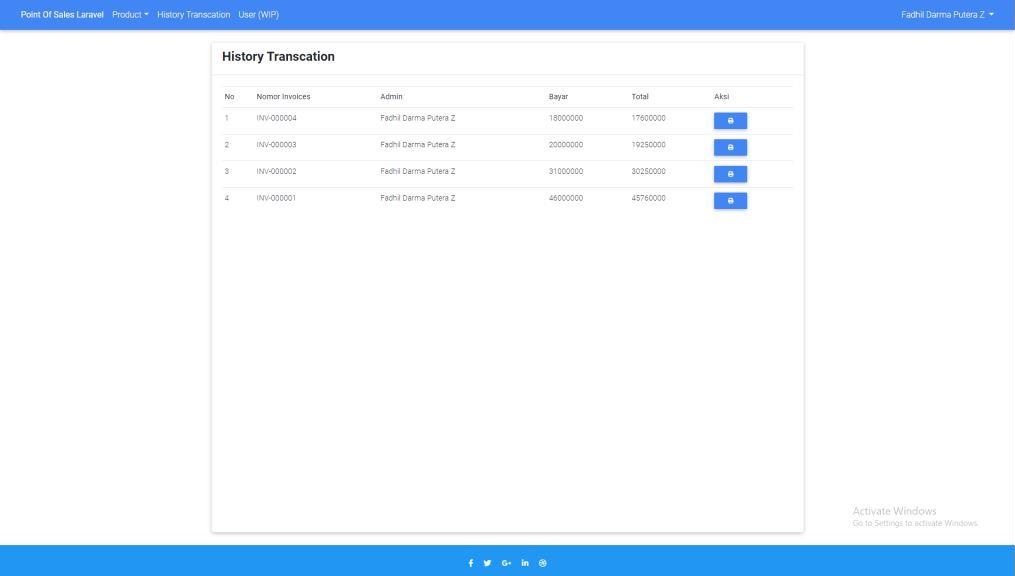 Point Of Sales Laravel Product History Transcation User (WIP) Fadhil Darma Putera Z
History Transcation
No Nomor Invoices Admin Bayar Total Aksi
1 INV-000004 Fadhil Darma Putera Z 18000000 17600000
2 INV-000003 Fadhil Darma Putera Z 20000000 19250000
3 INV-000002 Fadhil Darma Putera Z 31000000 30250000
4 INV-000001 Fadhil Darma Putera Z 46000000 45760000
Activate Windows
Go to Settings to activate Windows.